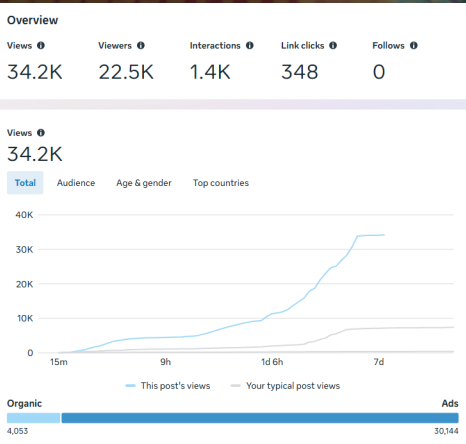 Overview
Views Viewers Interactions Link clicks Follows
34.2K 22.5K 1.4K 348 0
Views
34.2K
Total Audience Age & gender Top countries
40K
30K
20K
10K
0
15m 9h 1d 6h 7d
This post's views Your typical post views
Organic Ads
4,053 30,144